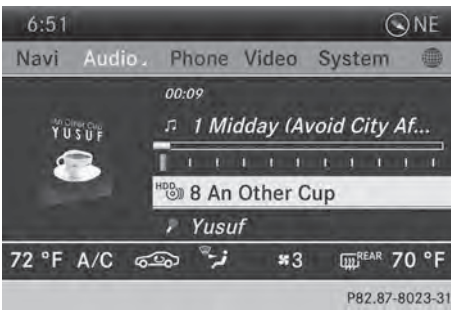 6:51 NE
Navi Audio. Phone Video System
00:09
An Other Cup
YUSUF
1 Midday (Avoid City Af...
HDD 8 An Other Cup
Yusuf
72 °F A/C 3 REAR 70 °F
P82.87-8023-31